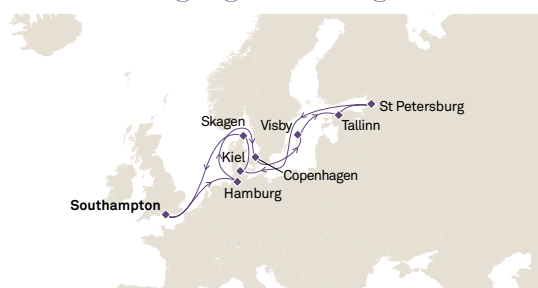 St Petersburg
Skagen
Visby
Tallinn
Kiel
Copenhagen
Hamburg
Southampton